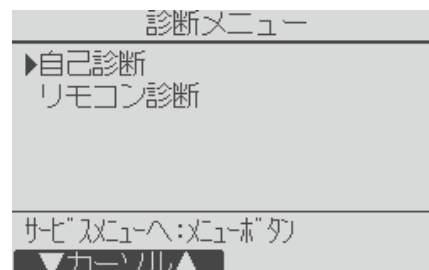 診断メニュー
▶自己診断
リモコン診断
ｻｰﾋﾞｽﾒﾆｭｰへ:ﾒﾆｭｰﾎﾞﾀﾝ
▼カーソル▲